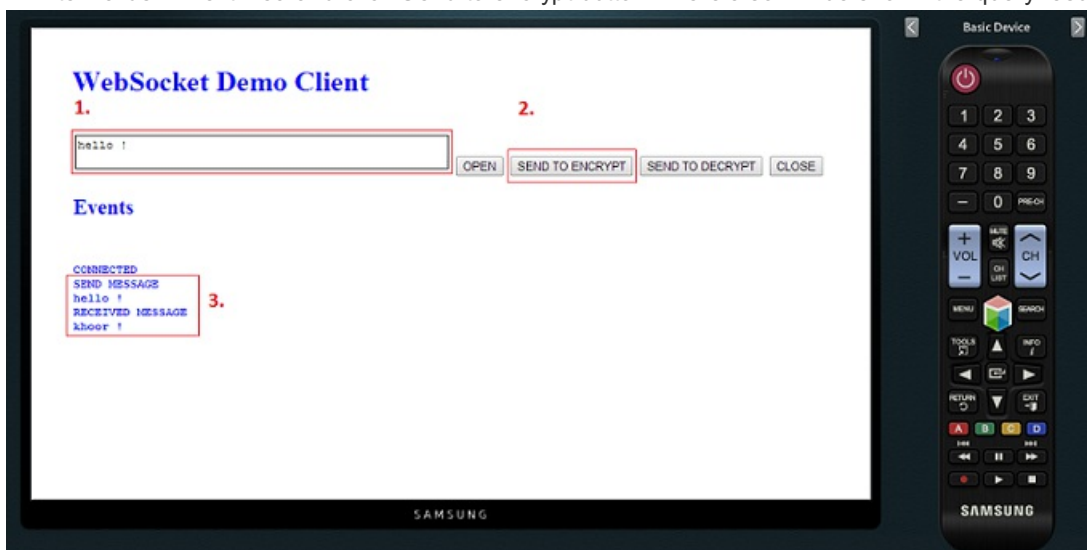 Basic Device
WebSocket Demo Client
1.
2.
hello !
OPEN
SEND TO ENCRYPT
SEND TO DECRYPT
CLOSE
Events
CONNECTED
SEND MESSAGE
hello !
RECEIVED MESSAGE
khoor !
3.
SAMSUNG
1 2 3
4 5 6
7 8 9
– 0 PRE-CH
+ MUTE
VOL CH
– CH LIST
MENU SEARCH
TOOLS INFO
i
RETURN EXIT
A B C D
SAMSUNG